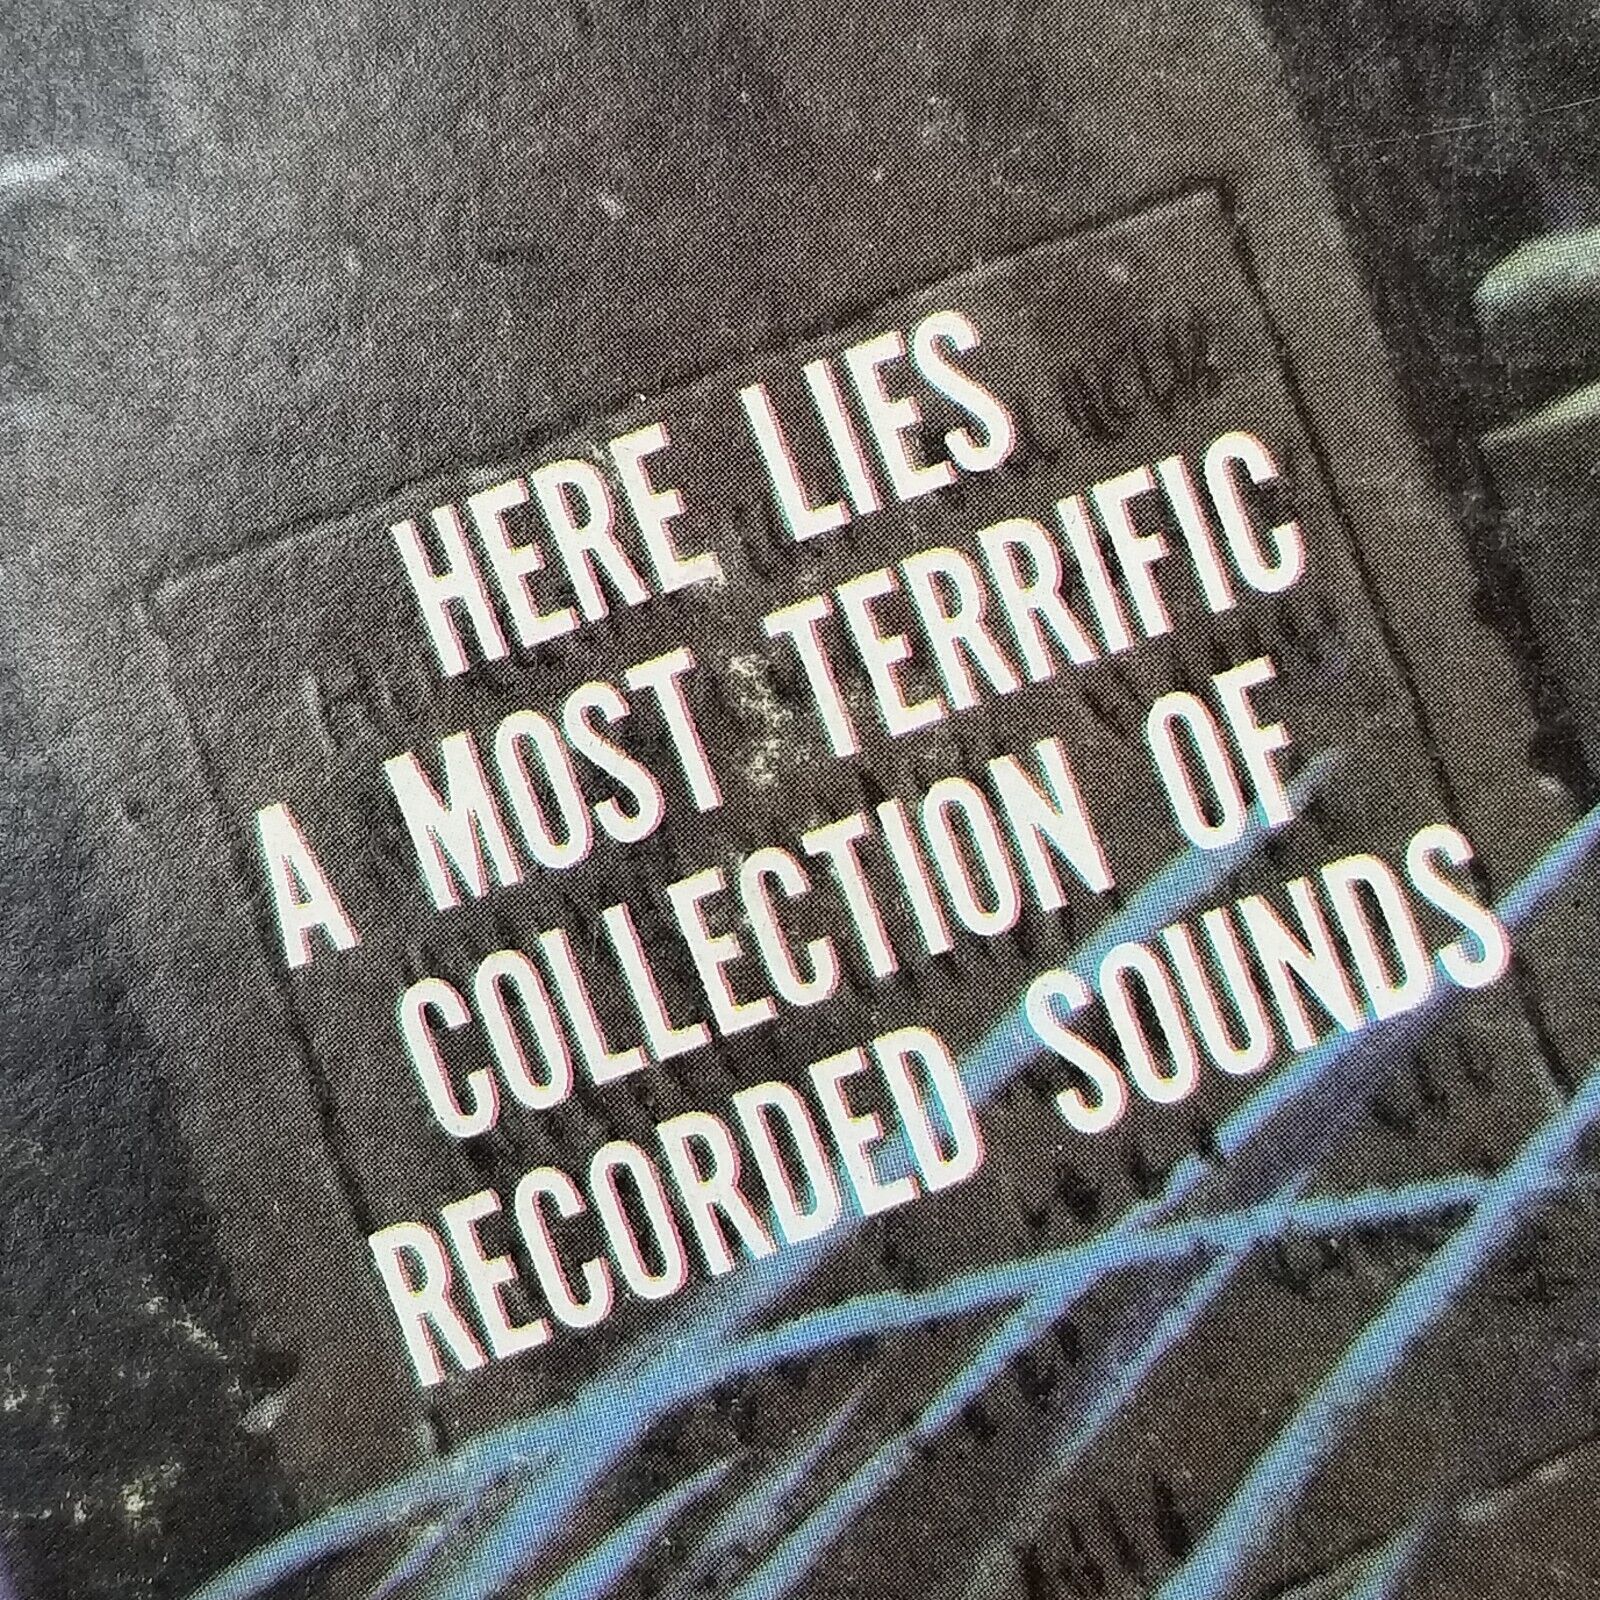 HERE LIES
A MOST TERRIFIC
COLLECTION OF
RECORDED SOUNDS